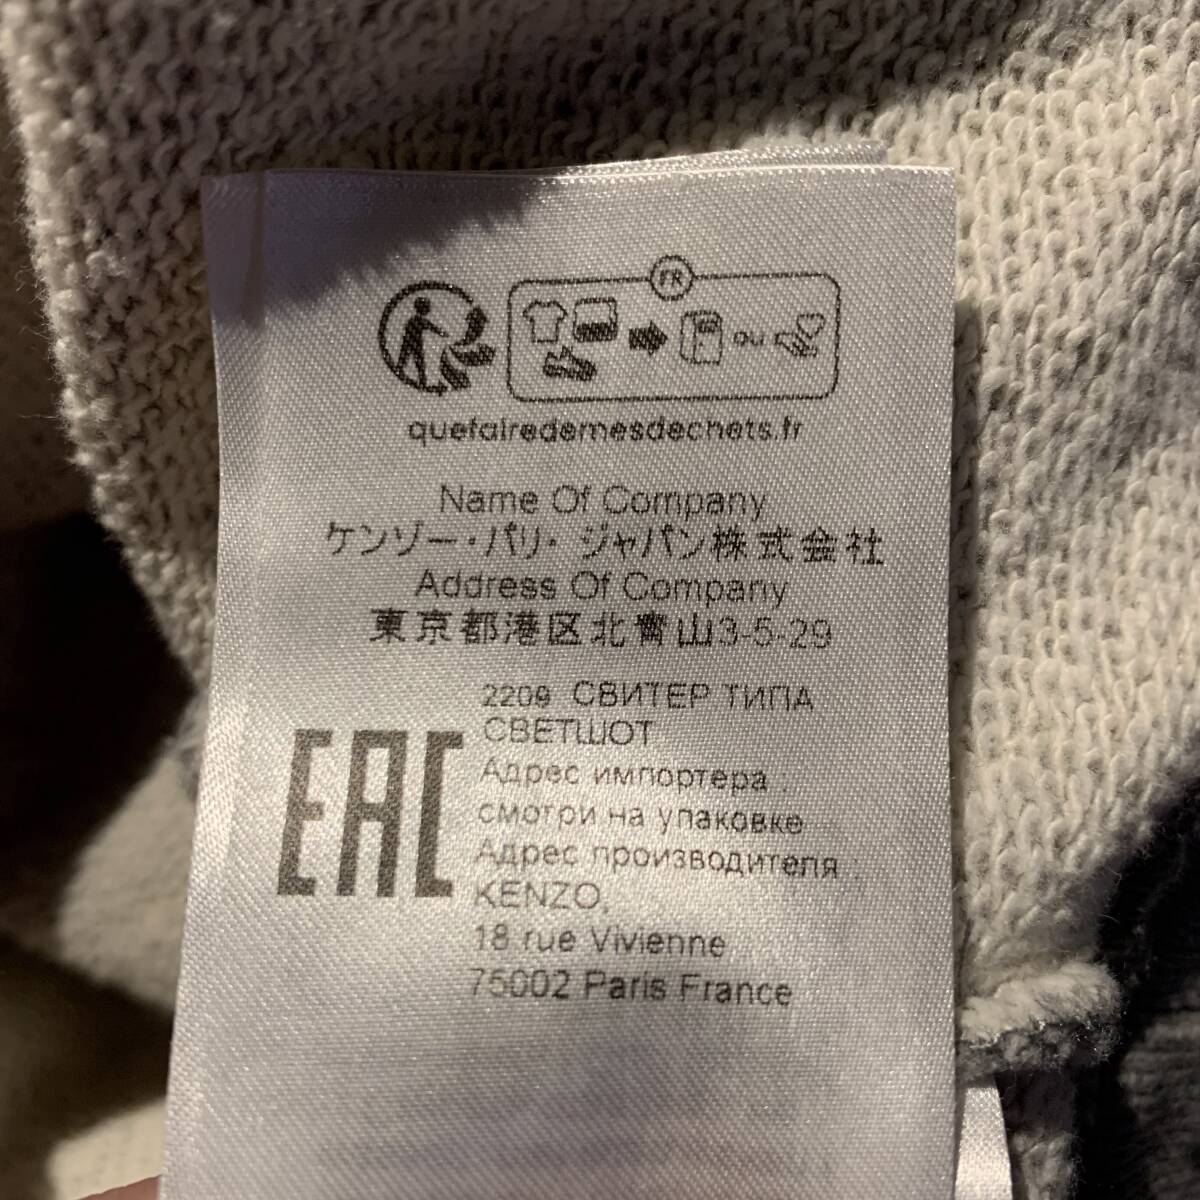 FR
OU
quefairedemesdechets.fr
Name Of Company
ケンゾー・パリ・ジャパン株式会社
Address Of Company
東京都港区北青山3-5-29
2209 СВИТЕР ТИПА
СВЕТШОТ
EAC
Адрес импортера :
смотри на упаковке
Адрес производителя :
KENZO,
18 rue Vivienne
75002 Paris France